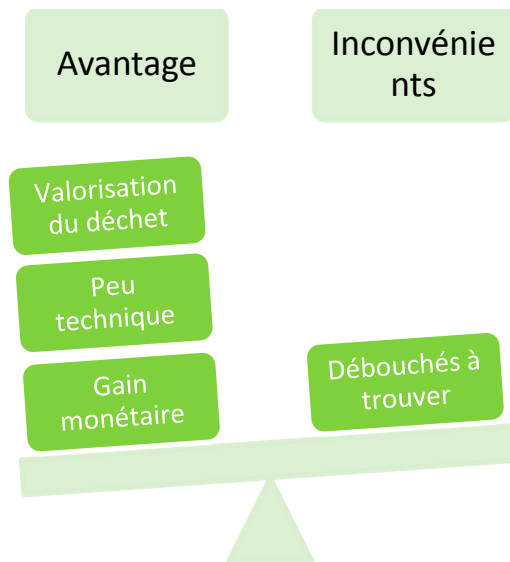 Avantage
Inconvénie
nts
Valorisation
du déchet
Peu
technique
Gain
monétaire
Débouchés à
trouver